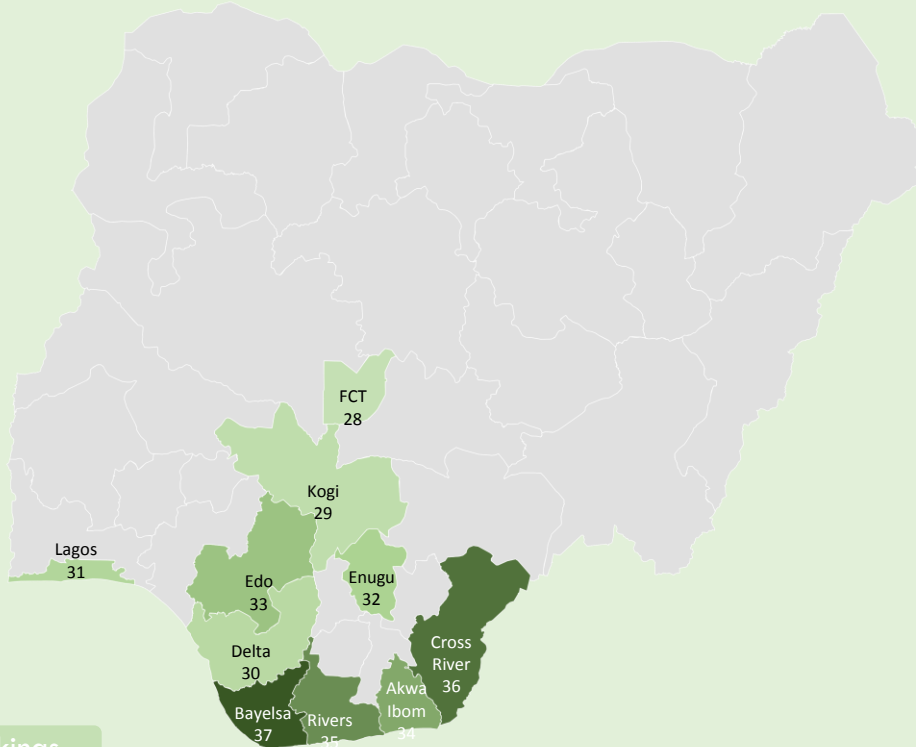 FCT
28
Kogi
29
Lagos
31
Edo
33
Enugu
32
Delta
30
Cross
River
36
Akwa
Ibom
34
Bayelsa
37
Rivers
35